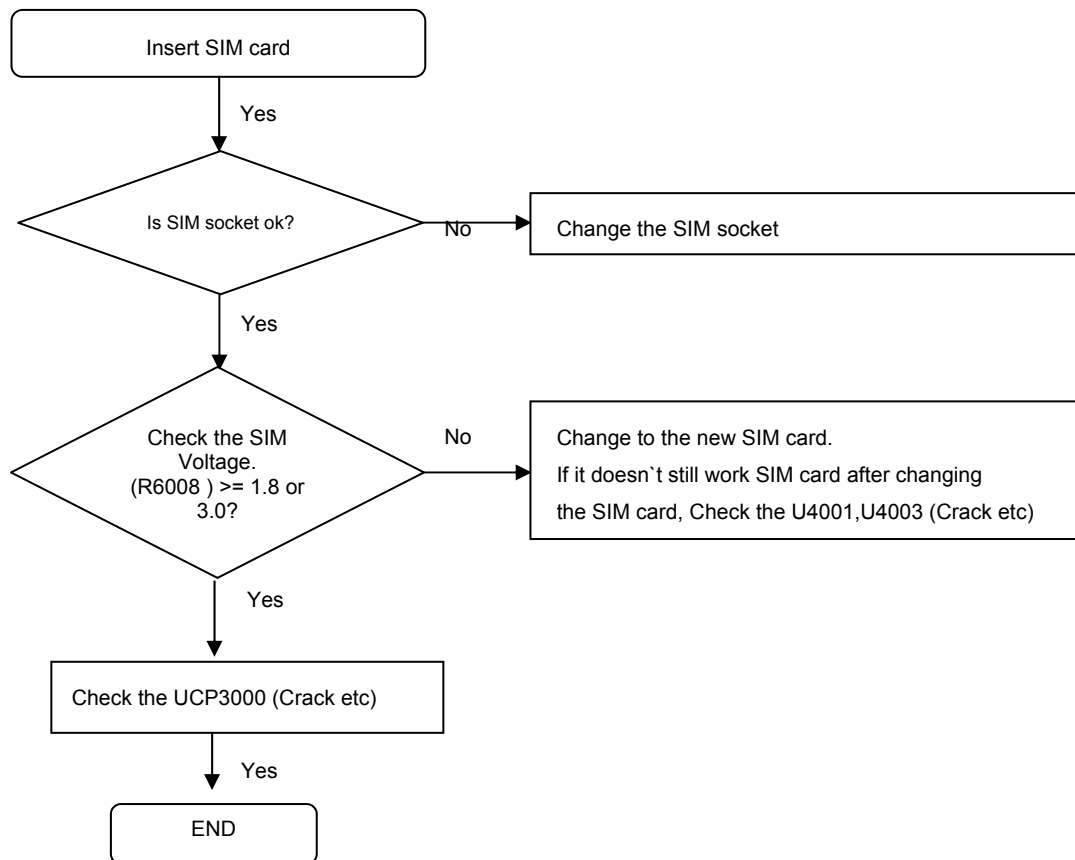 Insert SIM card
Yes
Is SIM socket ok?
No
Change the SIM socket
Yes
Check the SIM
Voltage.
(R6008 ) >= 1.8 or
3.0?
No
Change to the new SIM card.
If it doesn`t still work SIM card after changing
the SIM card, Check the U4001,U4003 (Crack etc)
Yes
Check the UCP3000 (Crack etc)
Yes
END